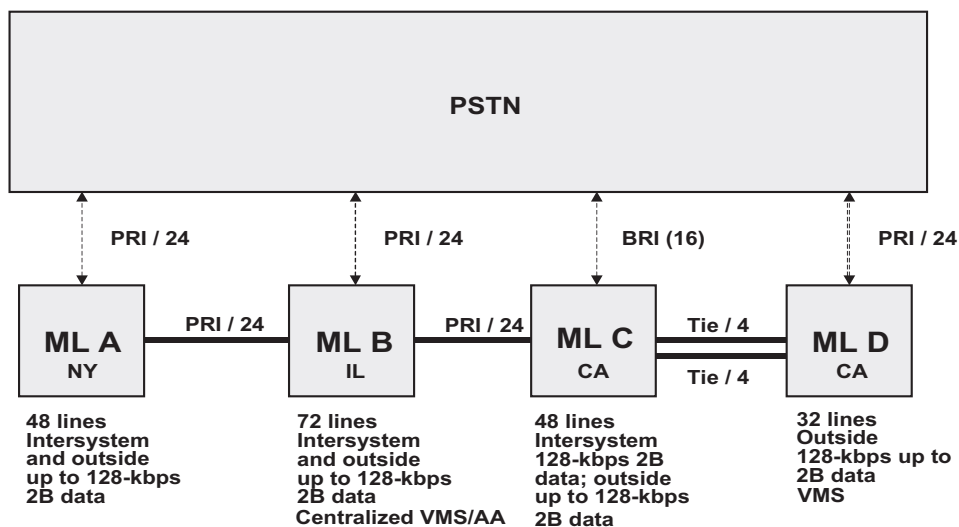 PSTN
PRI / 24
PRI / 24
BRI (16)
PRI / 24
ML A
NY
PRI / 24
ML B
IL
PRI / 24
ML C
CA
Tie / 4
Tie / 4
ML D
CA
48 lines
Intersystem
and outside
up to 128-kbps
2B data
72 lines
Intersystem
and outside
up to 128-kbps
2B data
Centralized VMS/AA
48 lines
Intersystem
128-kbps 2B
data; outside
up to 128-kbps
2B data
32 lines
Outside
128-kbps up to
2B data
VMS